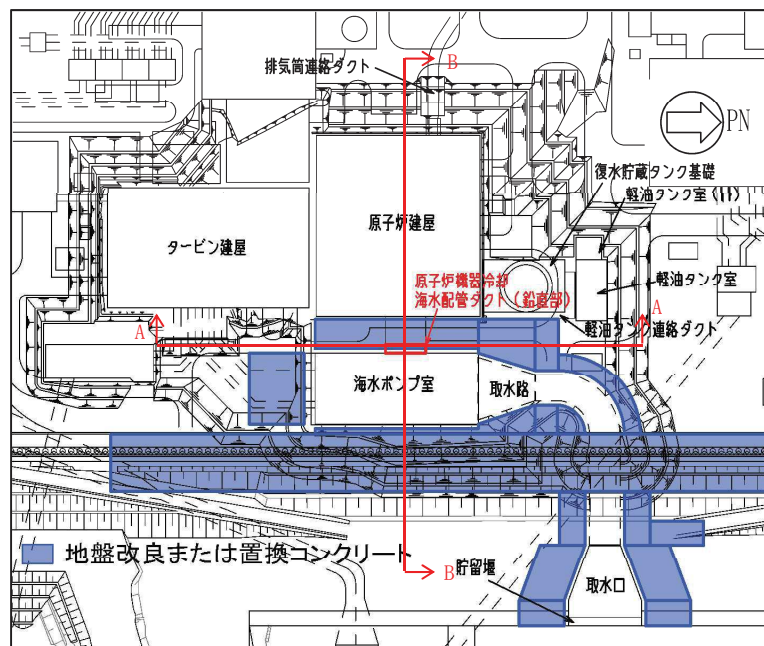 排気筒連絡ダクト
B
PN
復水貯蔵タンク基礎
軽油タンク室(H)
原子炉建屋
タービン建屋
軽油タンク室
原子炉機器冷却
海水配管ダクト(鉛直部)
A
A
軽油タンク連絡ダクト
海水ポンプ室
取水路
地盤改良または置換コンクリート
貯留堰
B
取水口